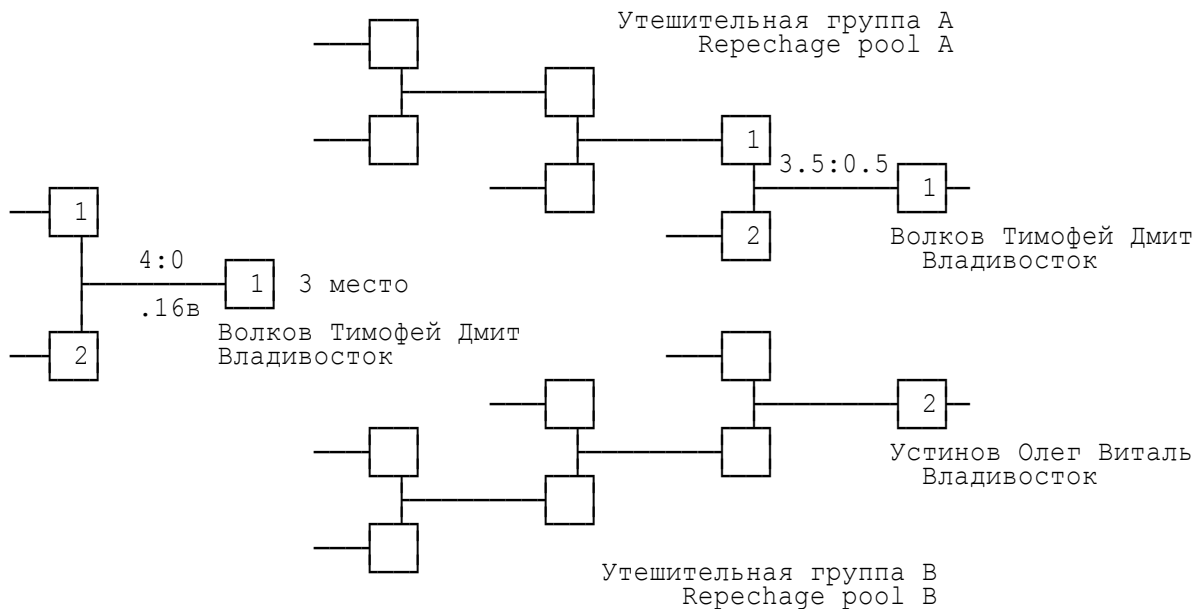 Утешительная группа А
Repechage pool A
1
3.5:0.5
1
2
Волков Тимофей Дмит
Владивосток
1
4:0
1 3 место
.16в
Волков Тимофей Дмит
Владивосток
2
2
Устинов Олег Виталь
Владивосток
Утешительная группа В
Repechage pool B